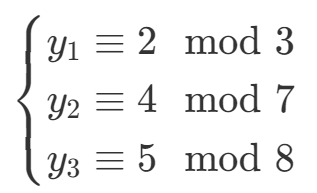 y₁ ≡ 2 mod 3
y₂ ≡ 4 mod 7
y₃ ≡ 5 mod 8